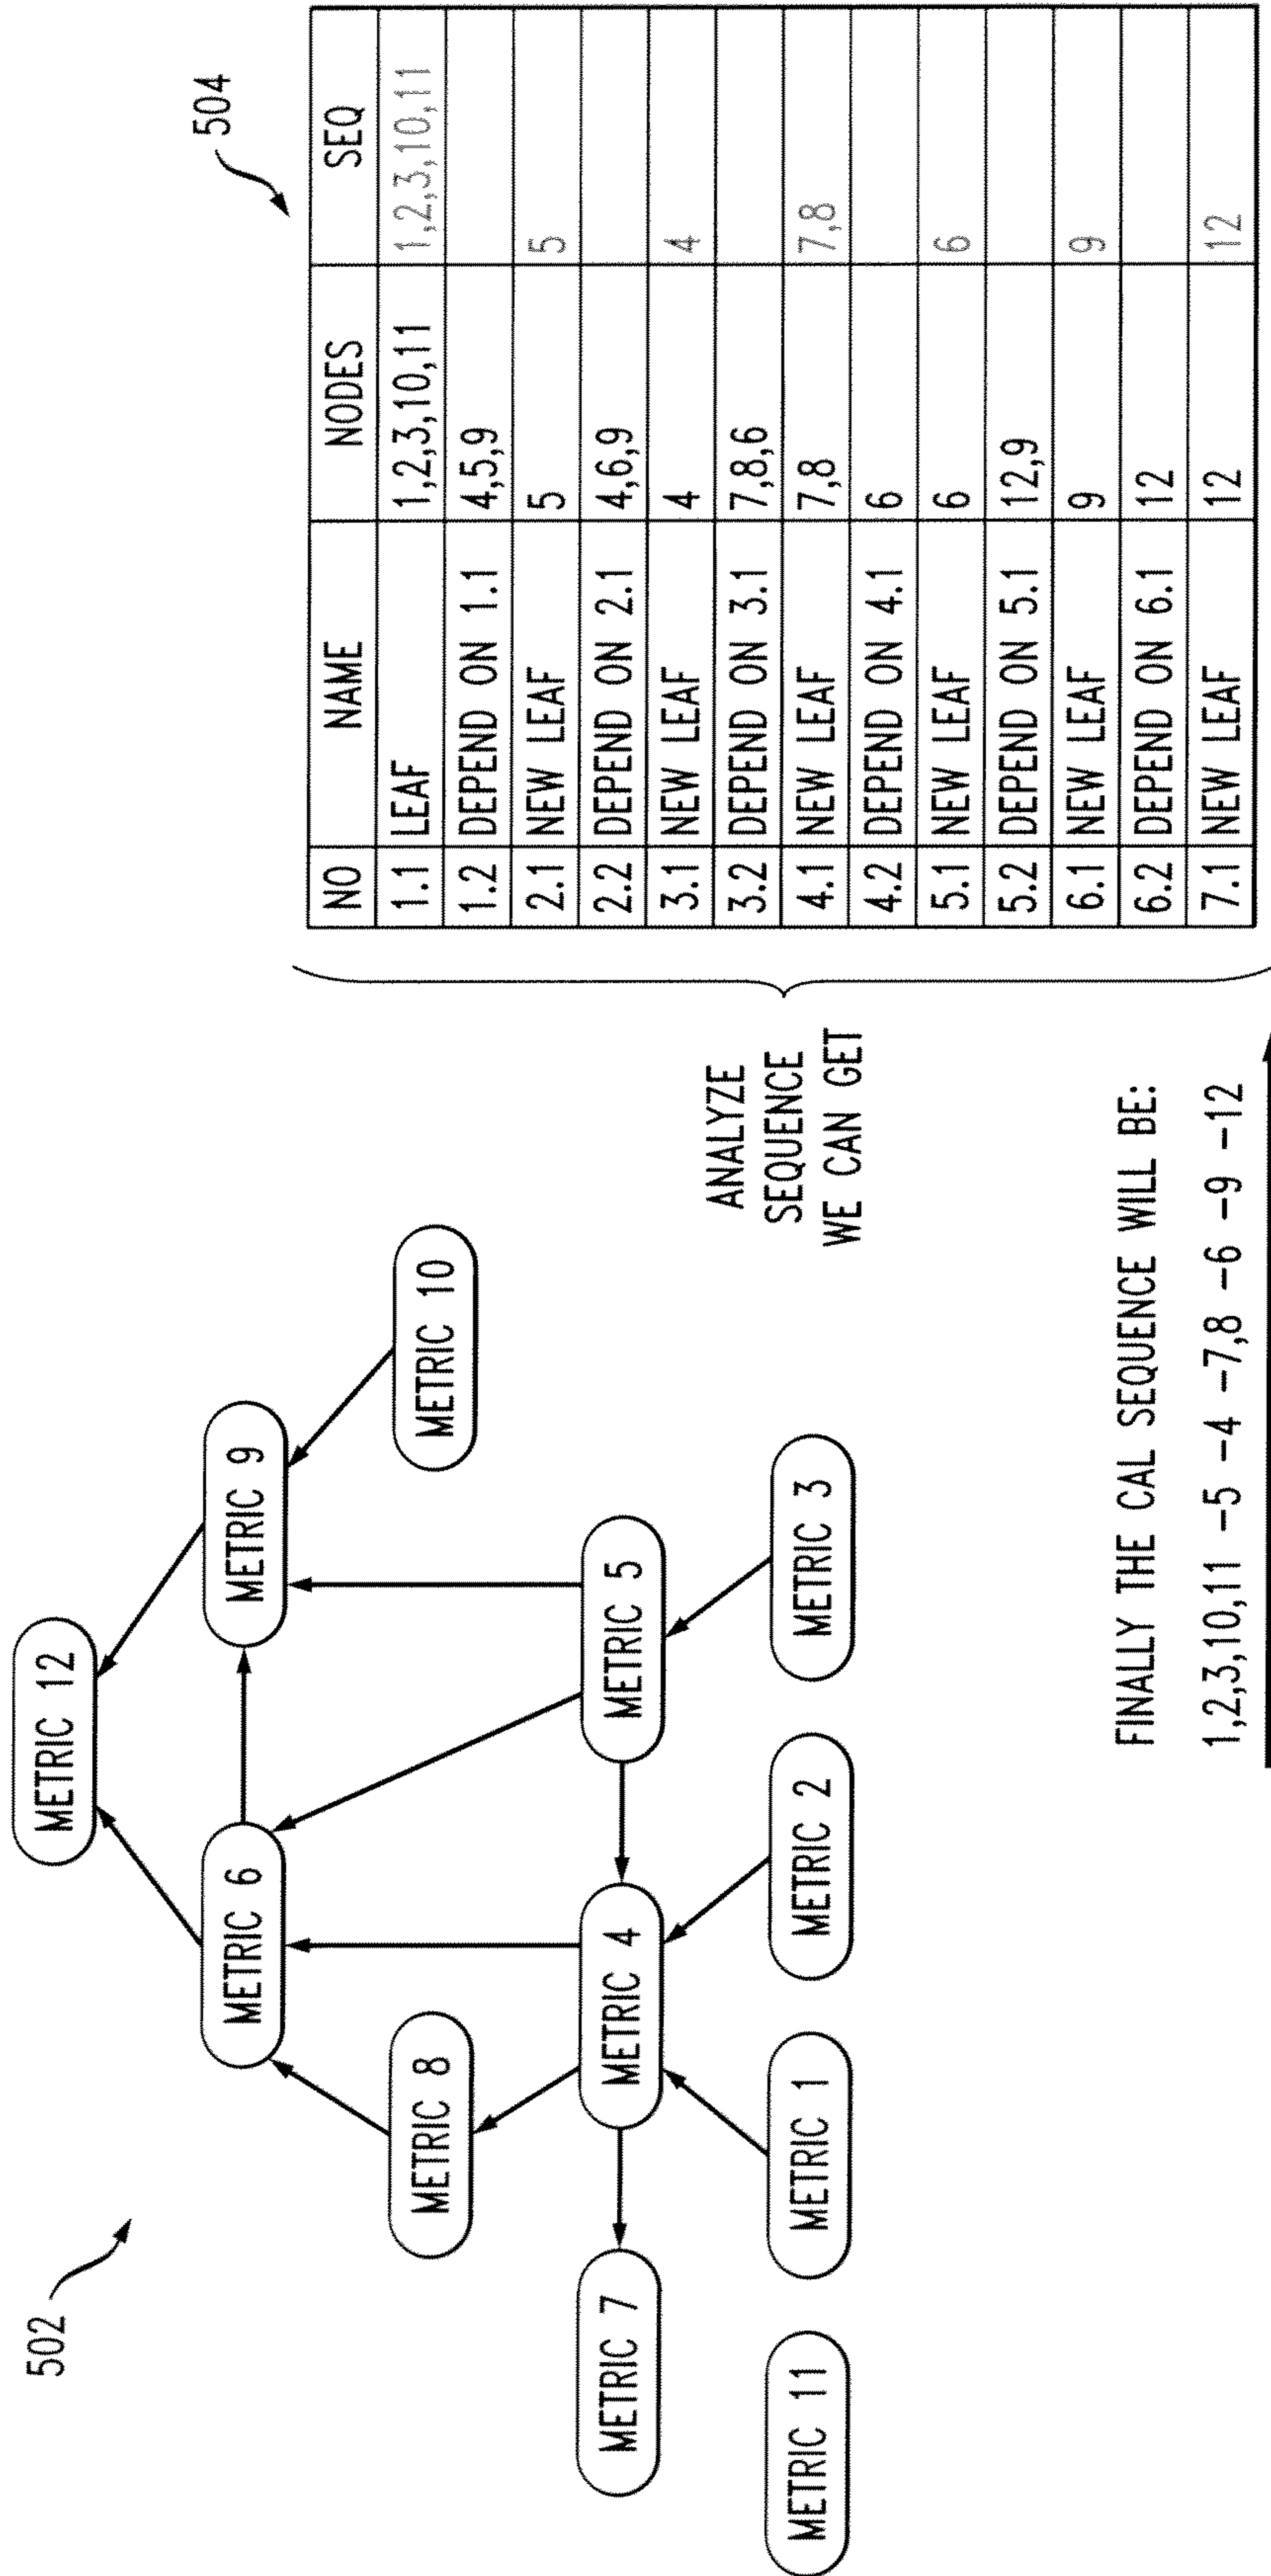 502
METRIC 12
METRIC 6
METRIC 9
METRIC 8
METRIC 10
METRIC 7
METRIC 4
METRIC 5
METRIC 11
METRIC 1
METRIC 2
METRIC 3
ANALYZE
SEQUENCE
WE CAN GET
504
NO NAME NODES SEQ
1.1 LEAF 1,2,3,10,11 1,2,3,10,11
1.2 DEPEND ON 1.1 4,5,9
2.1 NEW LEAF 5 5
2.2 DEPEND ON 2.1 4,6,9
3.1 NEW LEAF 4 4
3.2 DEPEND ON 3.1 7,8,6
4.1 NEW LEAF 7,8 7,8
4.2 DEPEND ON 4.1 6
5.1 NEW LEAF 6 6
5.2 DEPEND ON 5.1 12,9
6.1 NEW LEAF 9 9
6.2 DEPEND ON 6.1 12
7.1 NEW LEAF 12 12
FINALLY THE CAL SEQUENCE WILL BE:
1,2,3,10,11 –5 –4 –7,8 –6 –9 –12